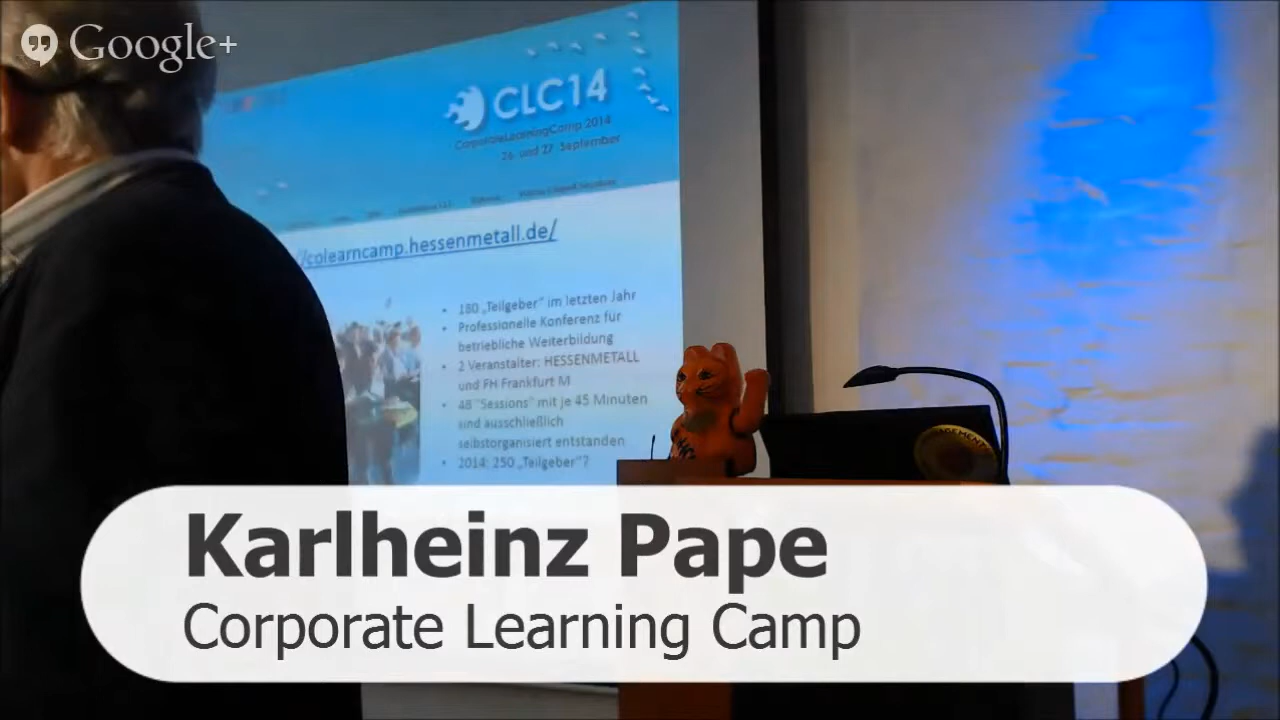 Google+
CLC14
CorporateLearningCamp 2014
26. und 27. September
//colearncamp.hessenmetall.de/
• 180 „Teilgeber“ im letzten Jahr
• Professionelle Konferenz für
betriebliche Weiterbildung
• 2 Veranstalter: HESSENMETALL
und FH Frankfurt M
• 48 "Sessions" mit je 45 Minuten
sind ausschließlich
selbstorganisiert entstanden
• 2014: 250 „Teilgeber“?
Karlheinz Pape
Corporate Learning Camp